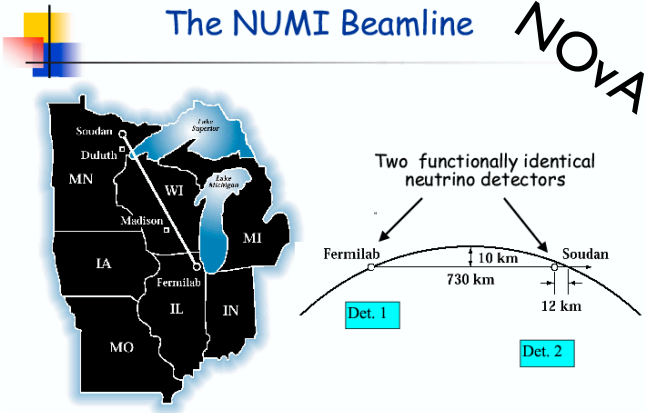 The NUMI Beamline
NOνA
Soudan
Lake
Superior
Duluth
MN
WI
Lake
Michigan
Madison
MI
IA
Fermilab
IL
IN
MO
Two functionally identical
neutrino detectors
Fermilab
10 km
Soudan
730 km
12 km
Det. 1
Det. 2